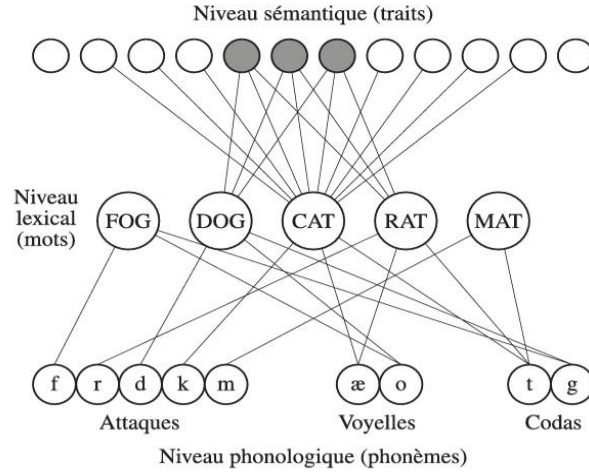 Niveau sémantique (traits)
Niveau
lexical
(mots)
FOG DOG CAT RAT MAT
f r d k m æ o t g
Attaques Voyelles Codas
Niveau phonologique (phonèmes)